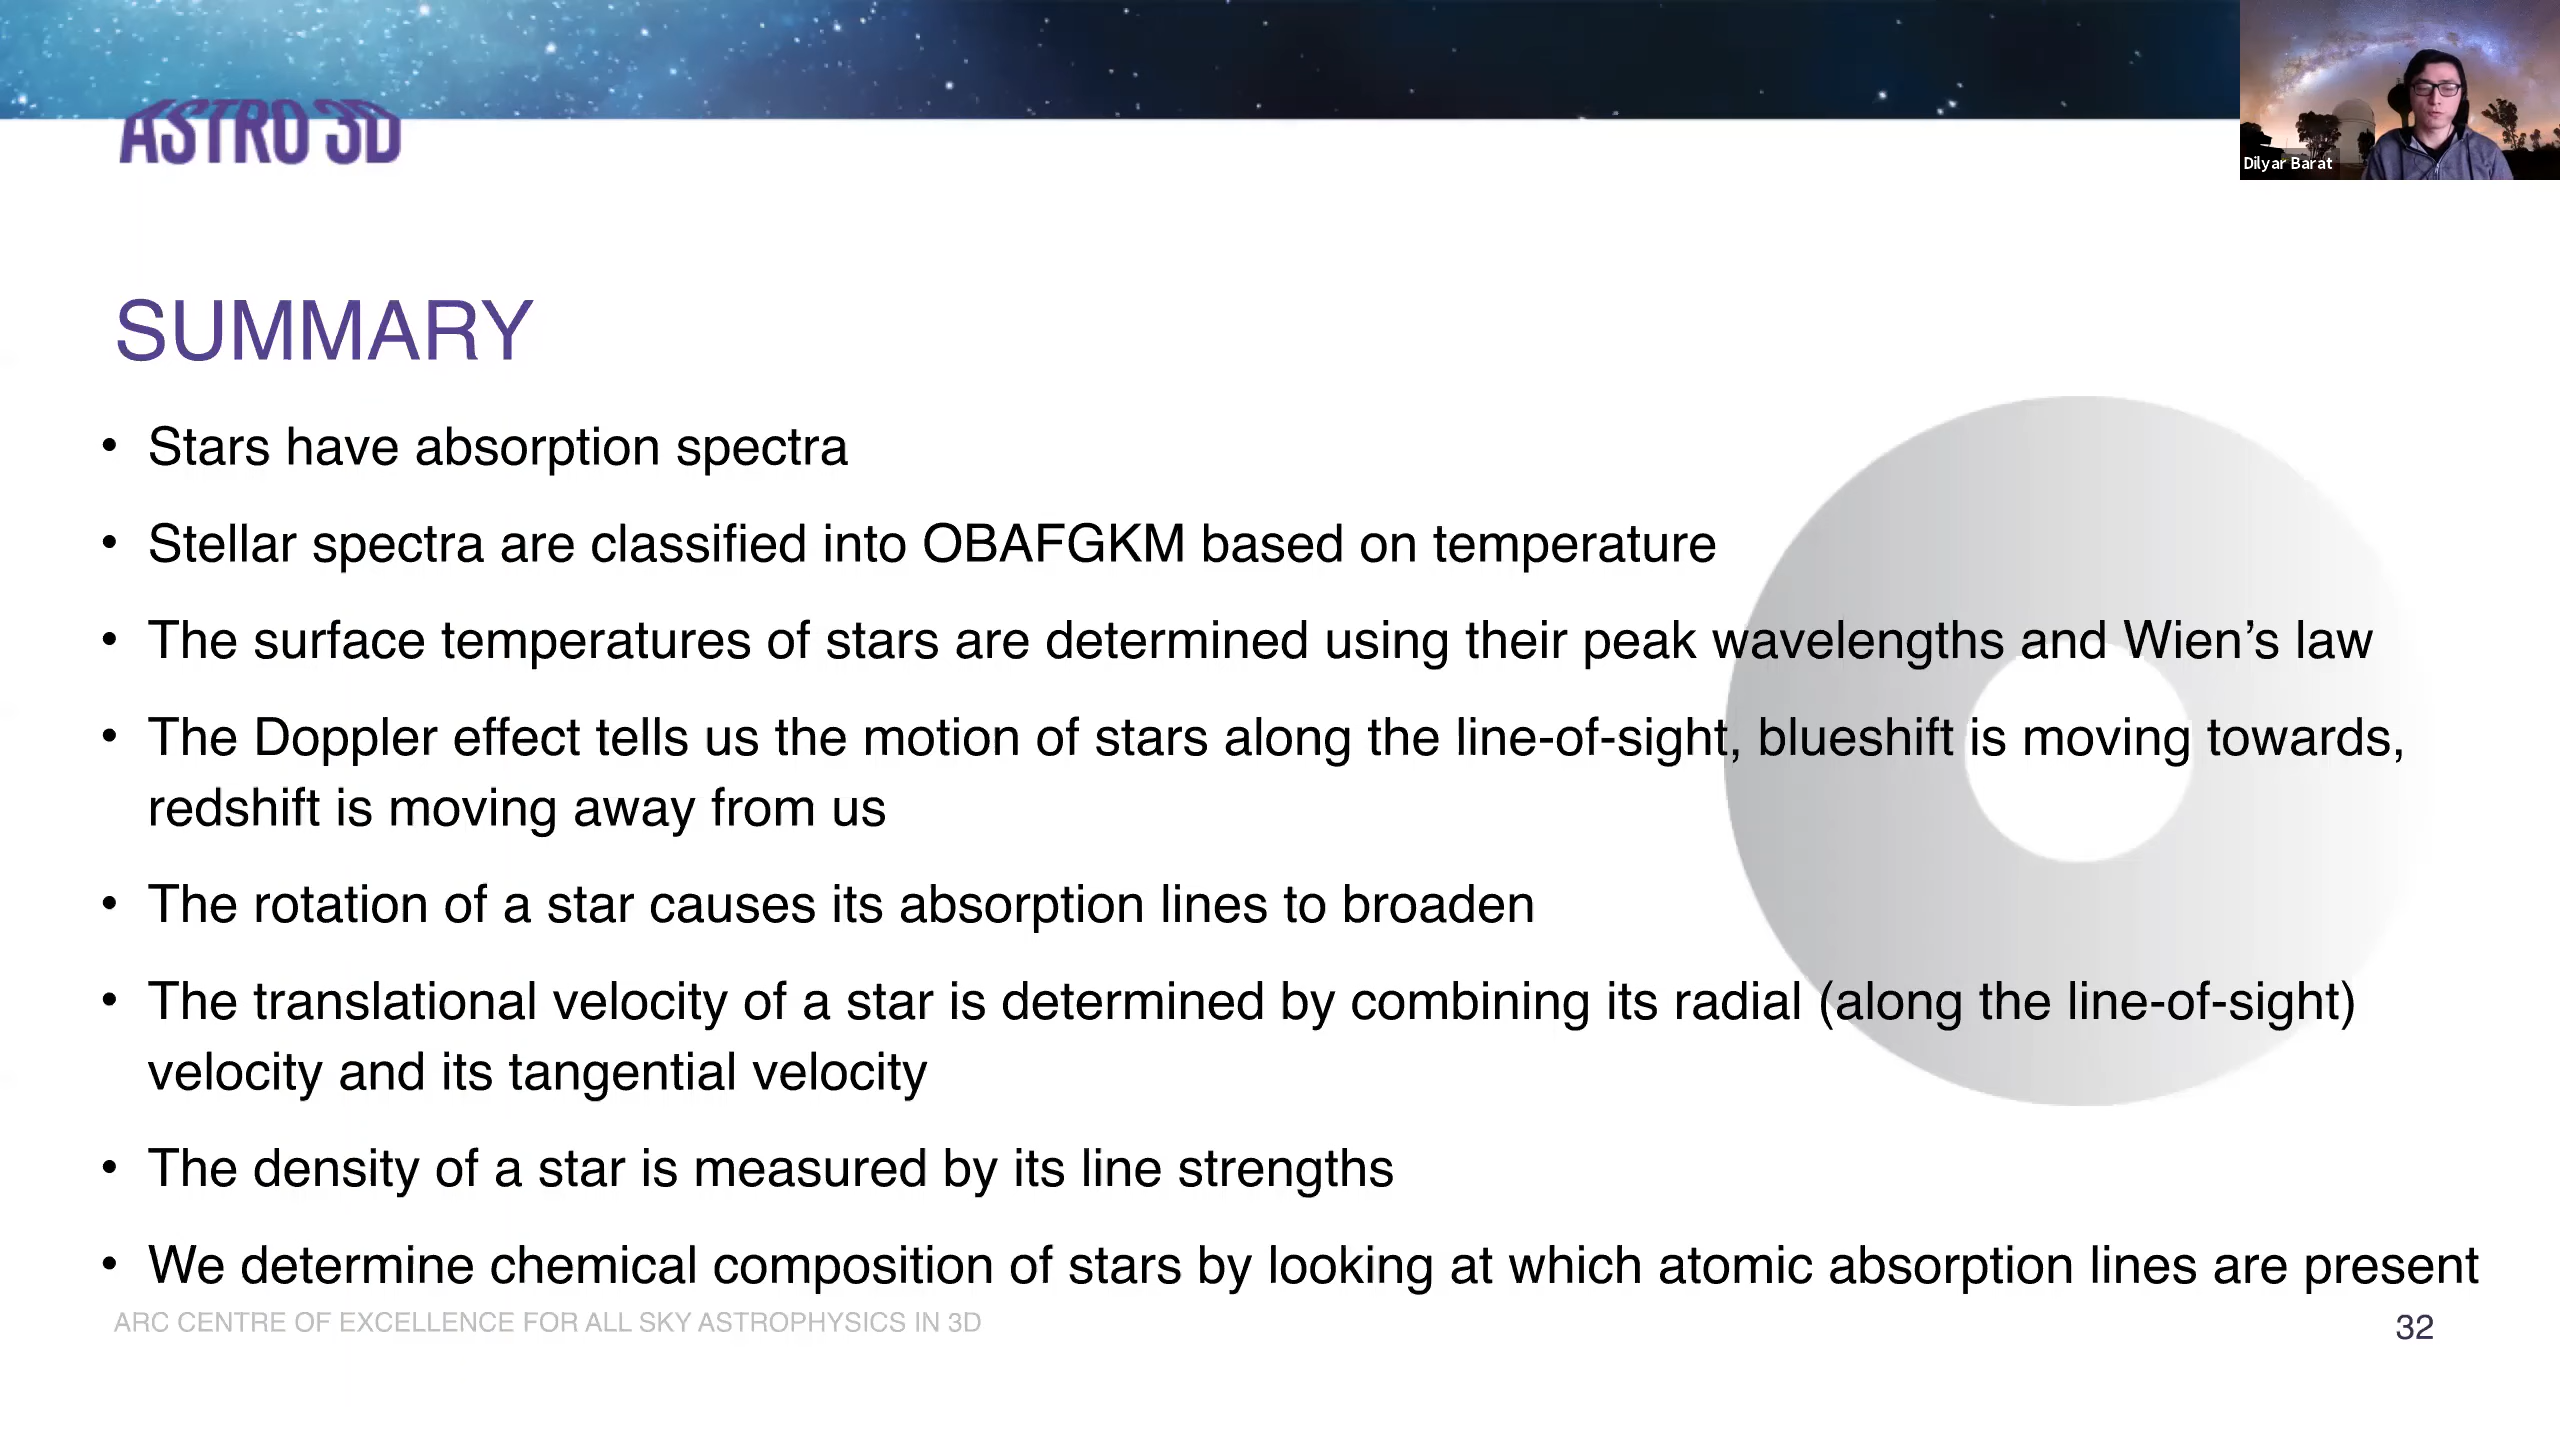 ASTRO 3D
Dilyar Barat
SUMMARY
• Stars have absorption spectra
• Stellar spectra are classified into OBAFGKM based on temperature
• The surface temperatures of stars are determined using their peak wavelengths and Wien’s law
• The Doppler effect tells us the motion of stars along the line-of-sight, blueshift is moving towards,
redshift is moving away from us
• The rotation of a star causes its absorption lines to broaden
• The translational velocity of a star is determined by combining its radial (along the line-of-sight)
velocity and its tangential velocity
• The density of a star is measured by its line strengths
• We determine chemical composition of stars by looking at which atomic absorption lines are present
ARC CENTRE OF EXCELLENCE FOR ALL SKY ASTROPHYSICS IN 3D
32